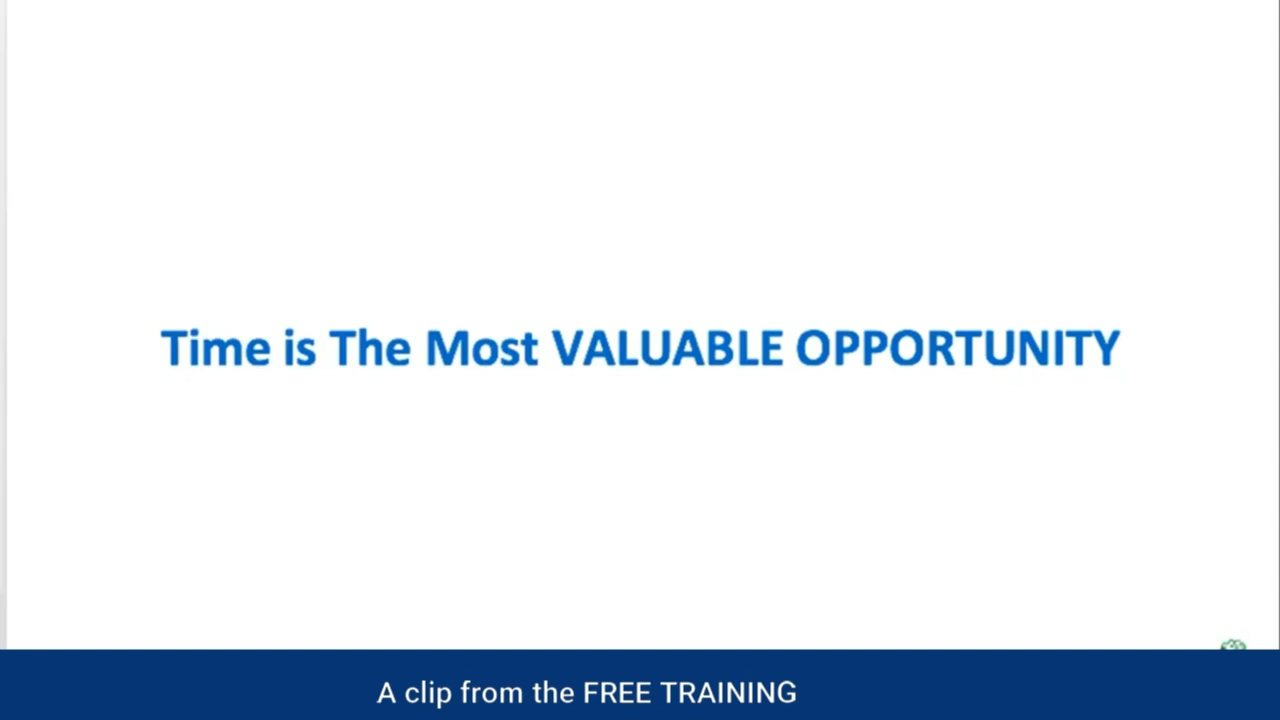 Time is The Most VALUABLE OPPORTUNITY
A clip from the FREE TRAINING